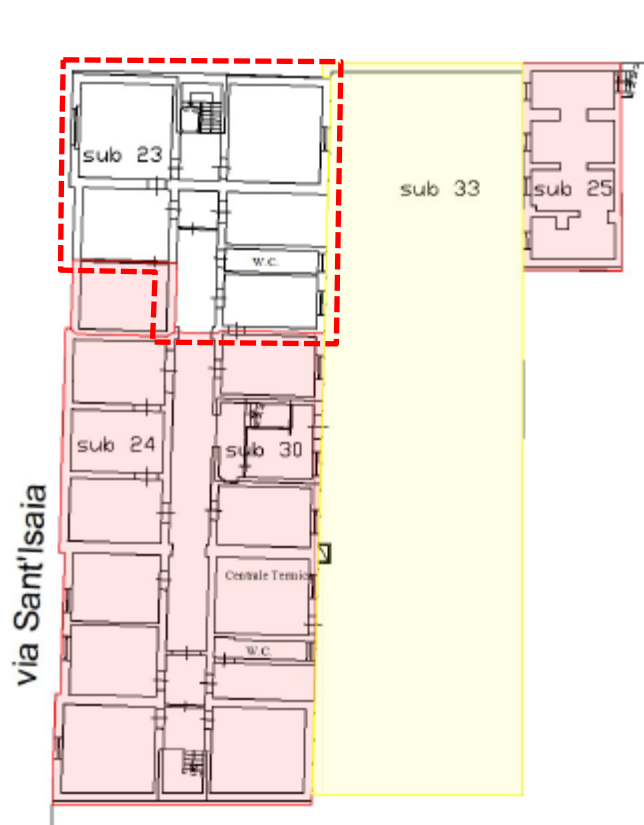 sub 23
sub 33
sub 25
W.C.
sub 24
sub 30
via Sant'Isaia
Centrale Termica
W.C.